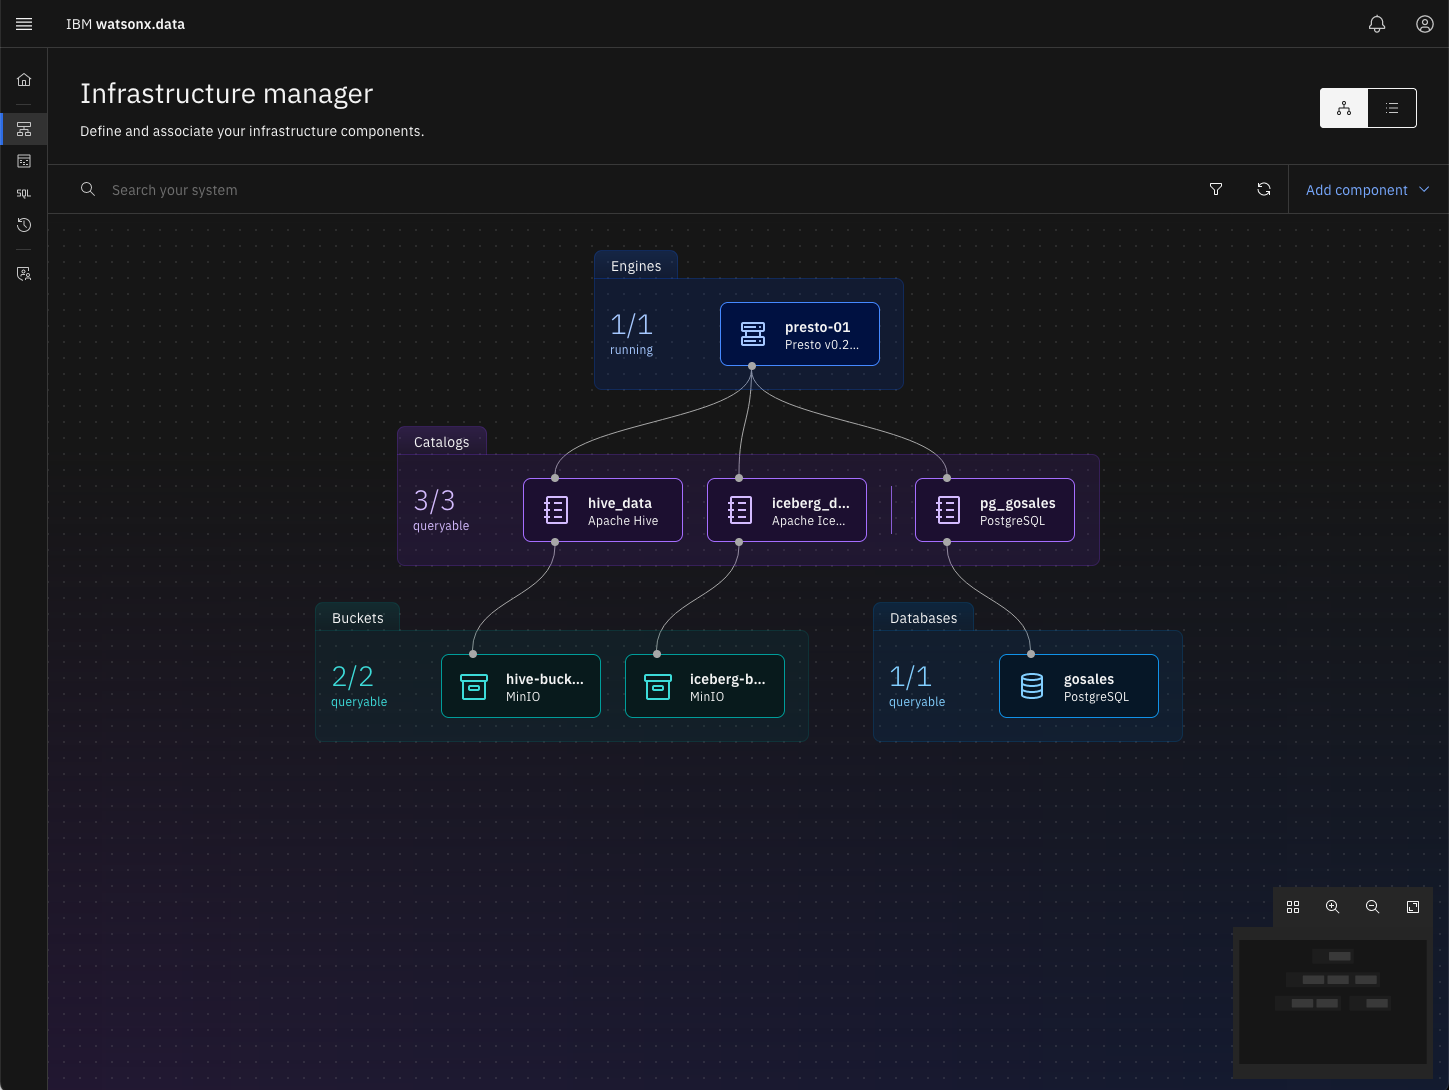 IBM watsonx.data
Infrastructure manager
Define and associate your infrastructure components.
SQL
Search your system
Add component
Engines
1/1
running
presto-01
Presto v0.2...
Catalogs
3/3
queryable
hive_data
Apache Hive
iceberg_d...
Apache Ice...
pg_gosales
PostgreSQL
Buckets
2/2
queryable
hive-buck...
MinIO
iceberg-b...
MinIO
Databases
1/1
queryable
gosales
PostgreSQL